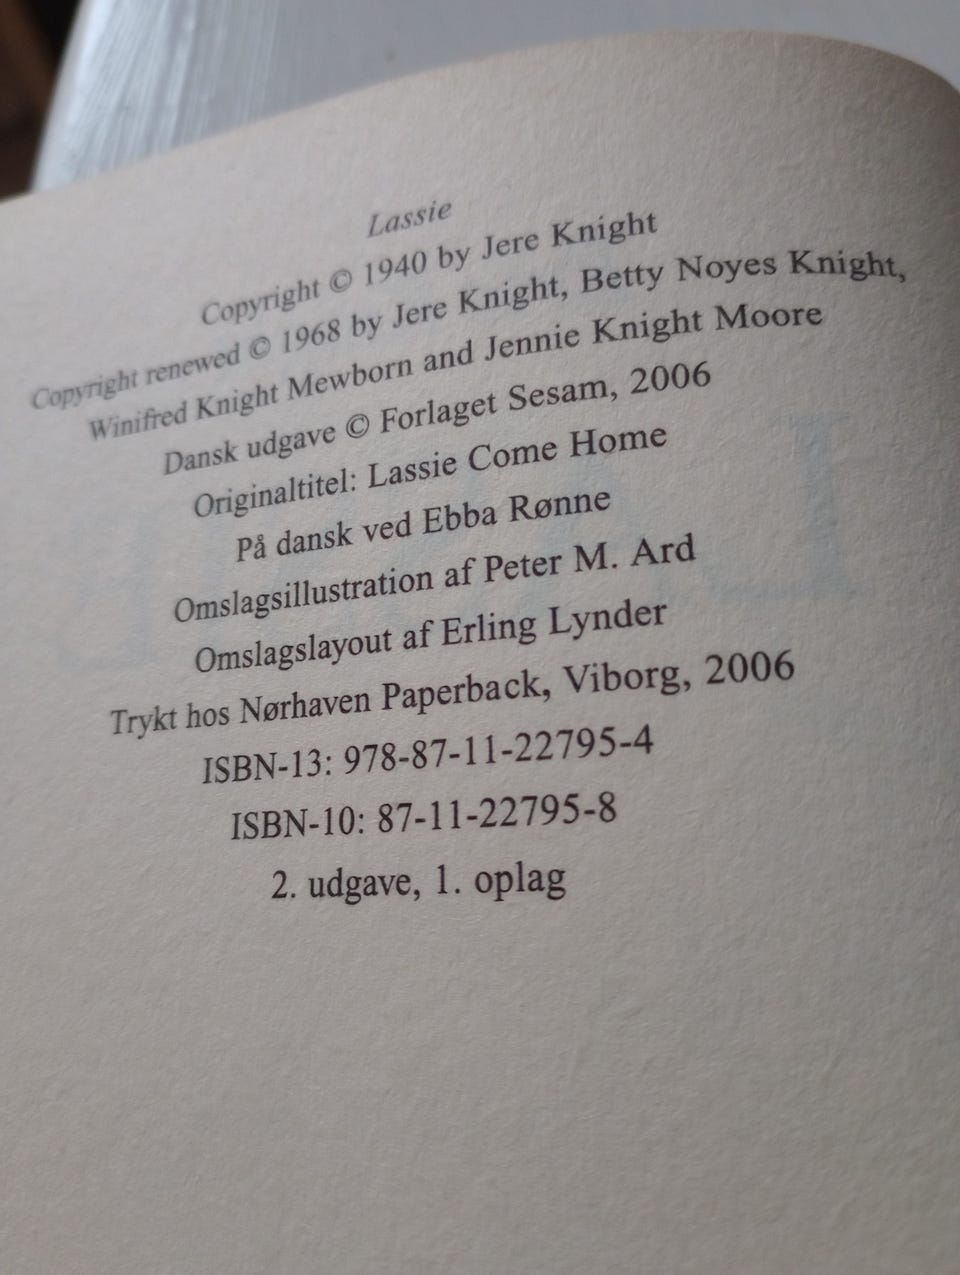 Lassie
Copyright © 1940 by Jere Knight
Copyright renewed © 1968 by Jere Knight, Betty Noyes Knight,
Winifred Knight Mewborn and Jennie Knight Moore
Dansk udgave © Forlaget Sesam, 2006
Originaltitel: Lassie Come Home
På dansk ved Ebba Rønne
Omslagsillustration af Peter M. Ard
Omslagslayout af Erling Lynder
Trykt hos Nørhaven Paperback, Viborg, 2006
ISBN-13: 978-87-11-22795-4
ISBN-10: 87-11-22795-8
2. udgave, 1. oplag